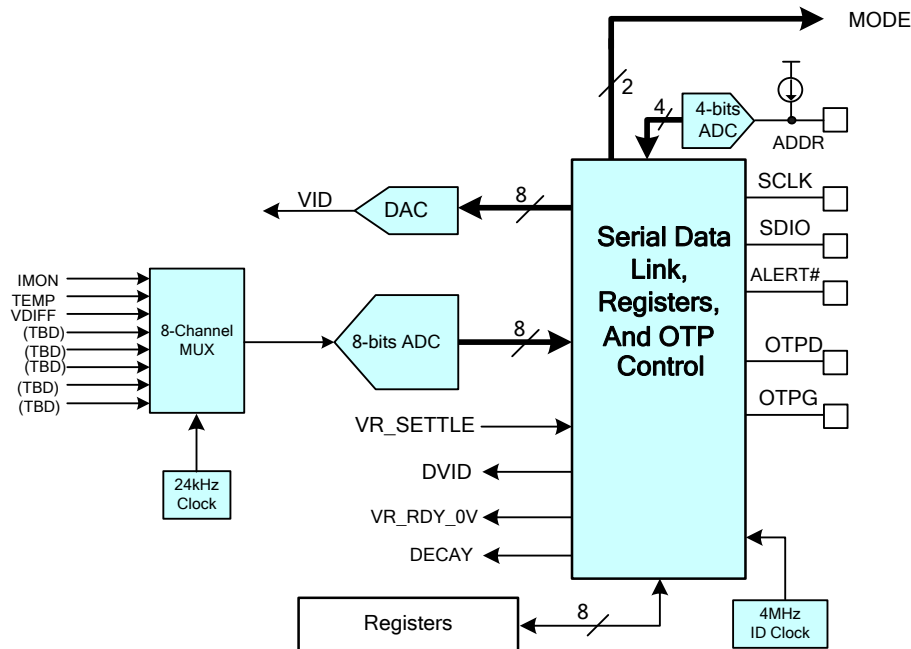 MODE
2
4
4-bits
ADC
ADDR
SCLK
VID
DAC
8
Serial Data
Link,
Registers,
And OTP
Control
SDIO
ALERT#
IMON
TEMP
VDIFF
(TBD)
(TBD)
(TBD)
(TBD)
(TBD)
8-Channel
MUX
8-bits ADC
8
OTPD
OTPG
VR_SETTLE
24kHz
Clock
DVID
VR_RDY_0V
DECAY
Registers
8
4MHz
ID Clock